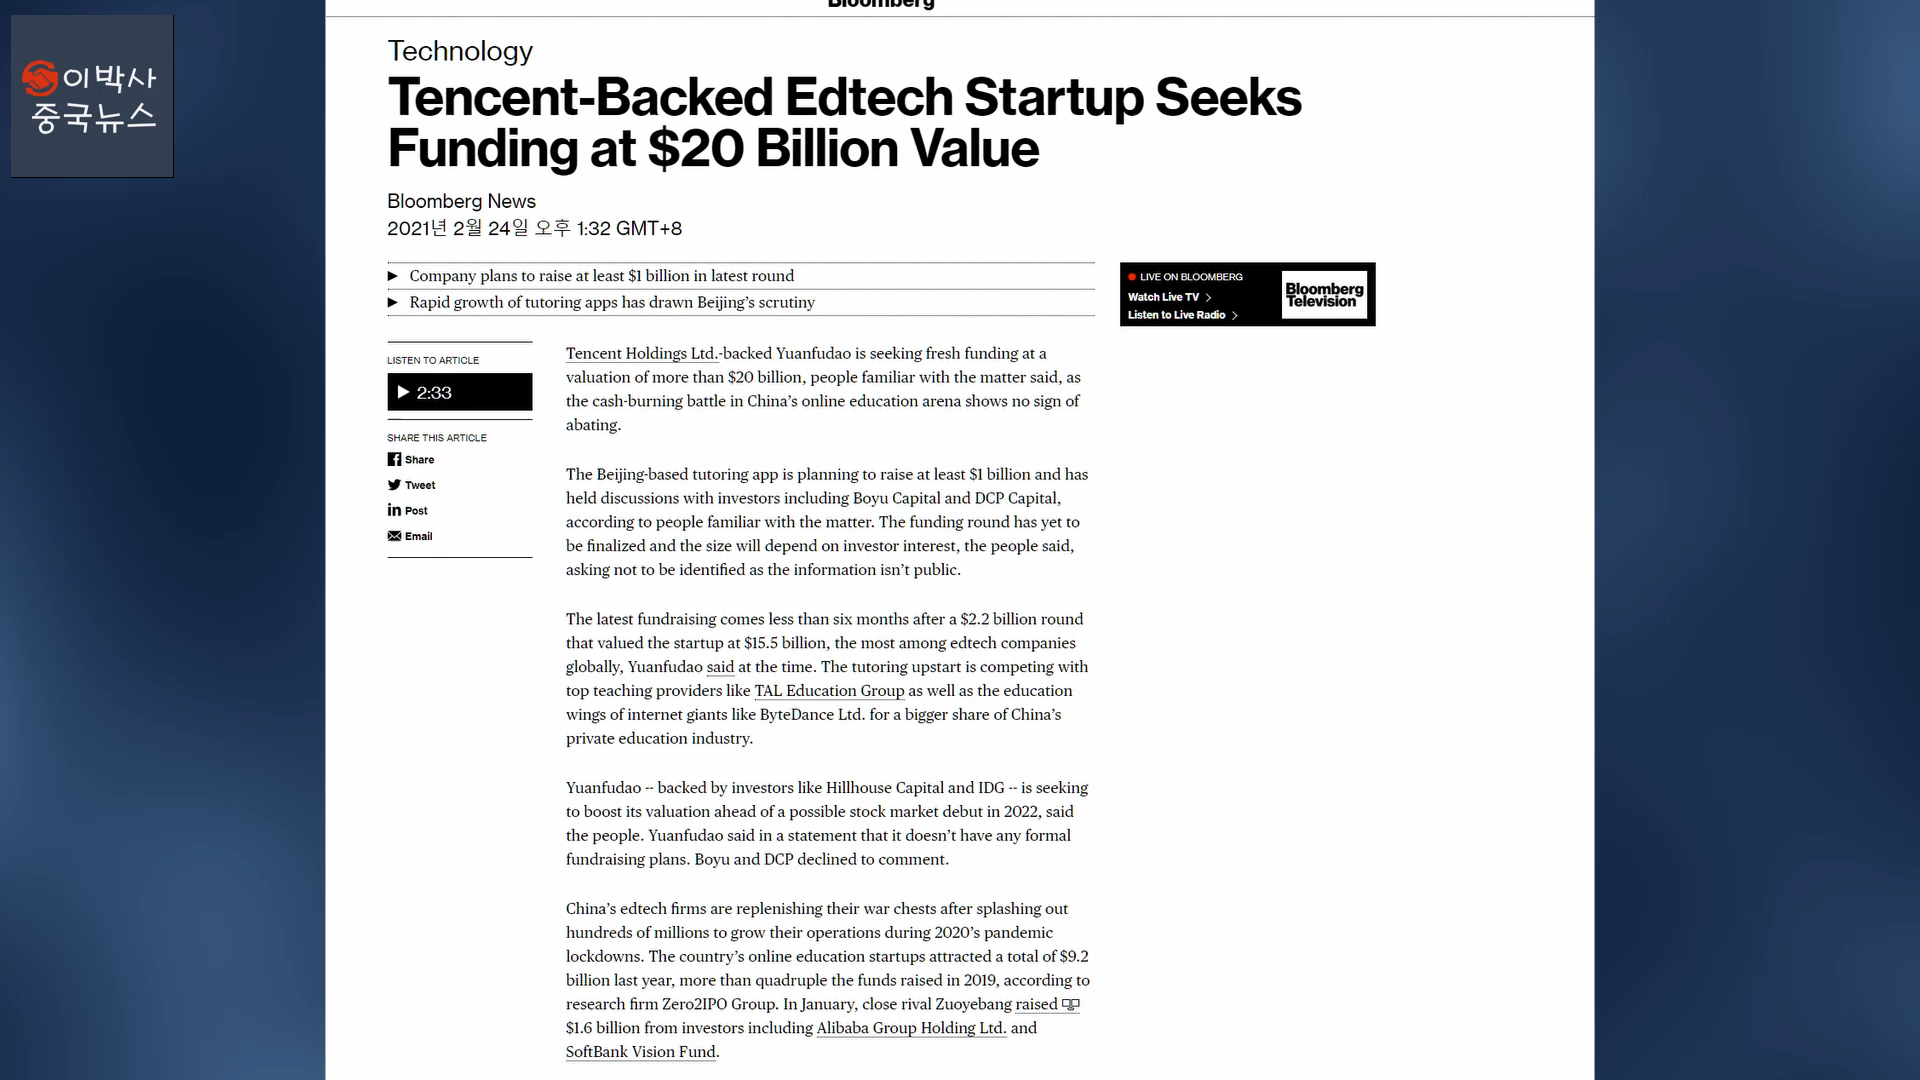 이박사
중국뉴스
Bloomberg
Technology
Tencent-Backed Edtech Startup Seeks
Funding at $20 Billion Value
Bloomberg News
2021년 2월 24일 오후 1:32 GMT+8
▶ Company plans to raise at least $1 billion in latest round
▶ Rapid growth of tutoring apps has drawn Beijing’s scrutiny
LIVE ON BLOOMBERG
Watch Live TV
Listen to Live Radio
Bloomberg
Television
LISTEN TO ARTICLE
2:33
SHARE THIS ARTICLE
Share
Tweet
Post
Email
Tencent Holdings Ltd.-backed Yuanfudao is seeking fresh funding at a
valuation of more than $20 billion, people familiar with the matter said, as
the cash-burning battle in China’s online education arena shows no sign of
abating.
The Beijing-based tutoring app is planning to raise at least $1 billion and has
held discussions with investors including Boyu Capital and DCP Capital,
according to people familiar with the matter. The funding round has yet to
be finalized and the size will depend on investor interest, the people said,
asking not to be identified as the information isn’t public.
The latest fundraising comes less than six months after a $2.2 billion round
that valued the startup at $15.5 billion, the most among edtech companies
globally, Yuanfudao said at the time. The tutoring upstart is competing with
top teaching providers like TAL Education Group as well as the education
wings of internet giants like ByteDance Ltd. for a bigger share of China’s
private education industry.
Yuanfudao -- backed by investors like Hillhouse Capital and IDG -- is seeking
to boost its valuation ahead of a possible stock market debut in 2022, said
the people. Yuanfudao said in a statement that it doesn’t have any formal
fundraising plans. Boyu and DCP declined to comment.
China’s edtech firms are replenishing their war chests after splashing out
hundreds of millions to grow their operations during 2020’s pandemic
lockdowns. The country’s online education startups attracted a total of $9.2
billion last year, more than quadruple the funds raised in 2019, according to
research firm Zero2IPO Group. In January, close rival Zuoyebang raised
$1.6 billion from investors including Alibaba Group Holding Ltd. and
SoftBank Vision Fund.